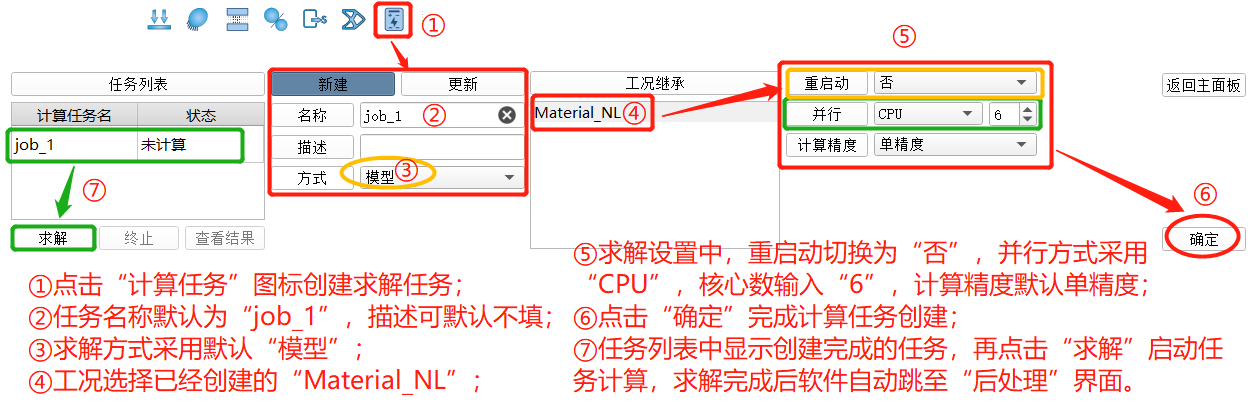 ①
⑤
任务列表
新建
更新
工况继承
重启动
否
返回主面板
计算任务名
状态
名称
job_1
②
Material_NL
④
并行
CPU
6
job_1
未计算
描述
计算精度
单精度
方式
模型
③
⑦
⑥
求解
终止
查看结果
确定
①点击“计算任务”图标创建求解任务；
②任务名称默认为“job_1”，描述可默认不填；
③求解方式采用默认“模型”；
④工况选择已经创建的“Material_NL”；
⑤求解设置中，重启动切换为“否”，并行方式采用
“CPU”，核心数输入“6”，计算精度默认单精度；
⑥点击“确定”完成计算任务创建；
⑦任务列表中显示创建完成的任务，再点击“求解”启动任
务计算，求解完成后软件自动跳至“后处理”界面。